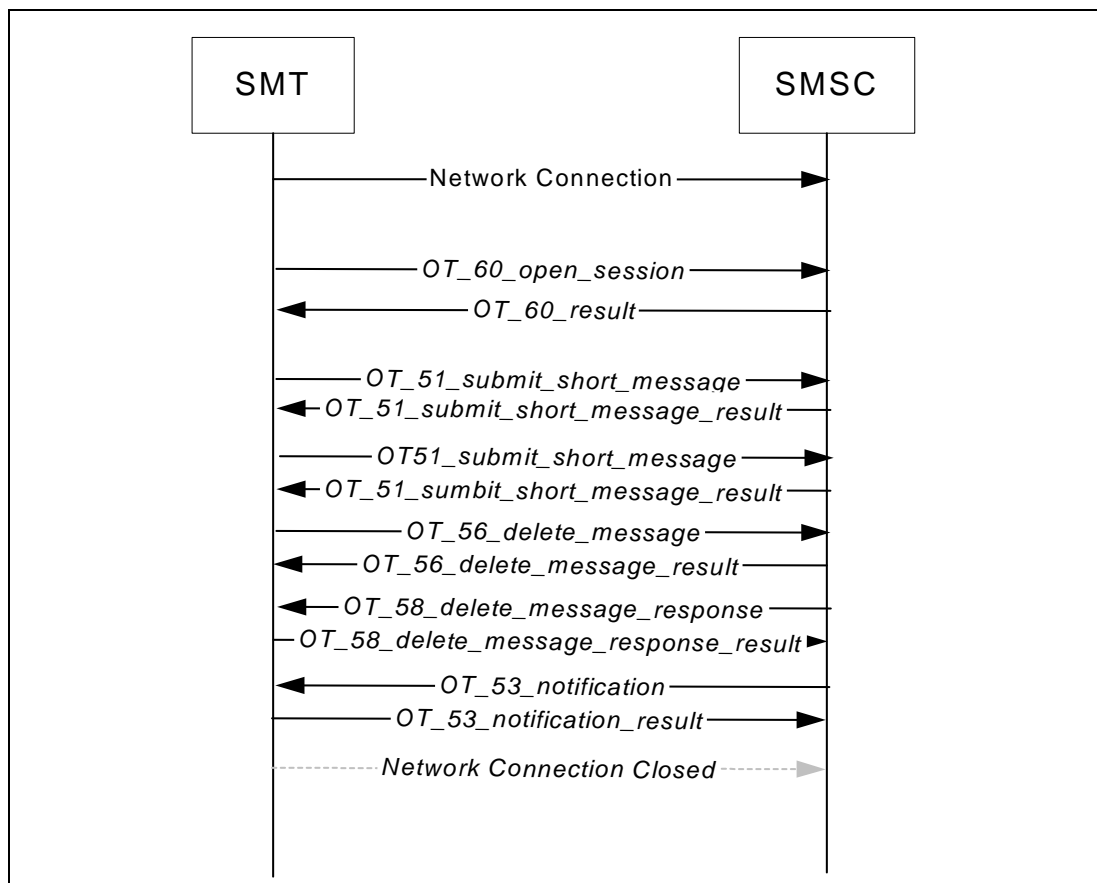 SMT
SMSC
Network Connection
OT_60_open_session
OT_60_result
OT_51_submit_short_message
OT_51_submit_short_message_result
OT51_submit_short_message
OT_51_sumbit_short_message_result
OT_56_delete_message
OT_56_delete_message_result
OT_58_delete_message_response
OT_58_delete_message_response_result
OT_53_notification
OT_53_notification_result
Network Connection Closed